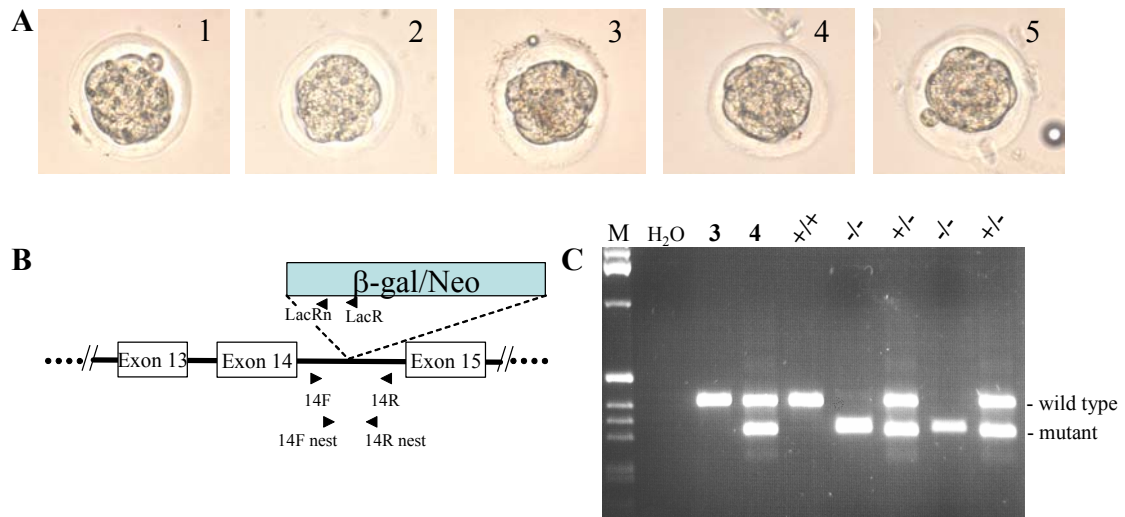 A
1
2
3
4
5
B
β-gal/Neo
LacRn
LacR
Exon 13
Exon 14
Exon 15
14F
14R
14F nest
14R nest
C
M H₂O 3 4 +/+ -/- +/- -/- +/-
- wild type
- mutant